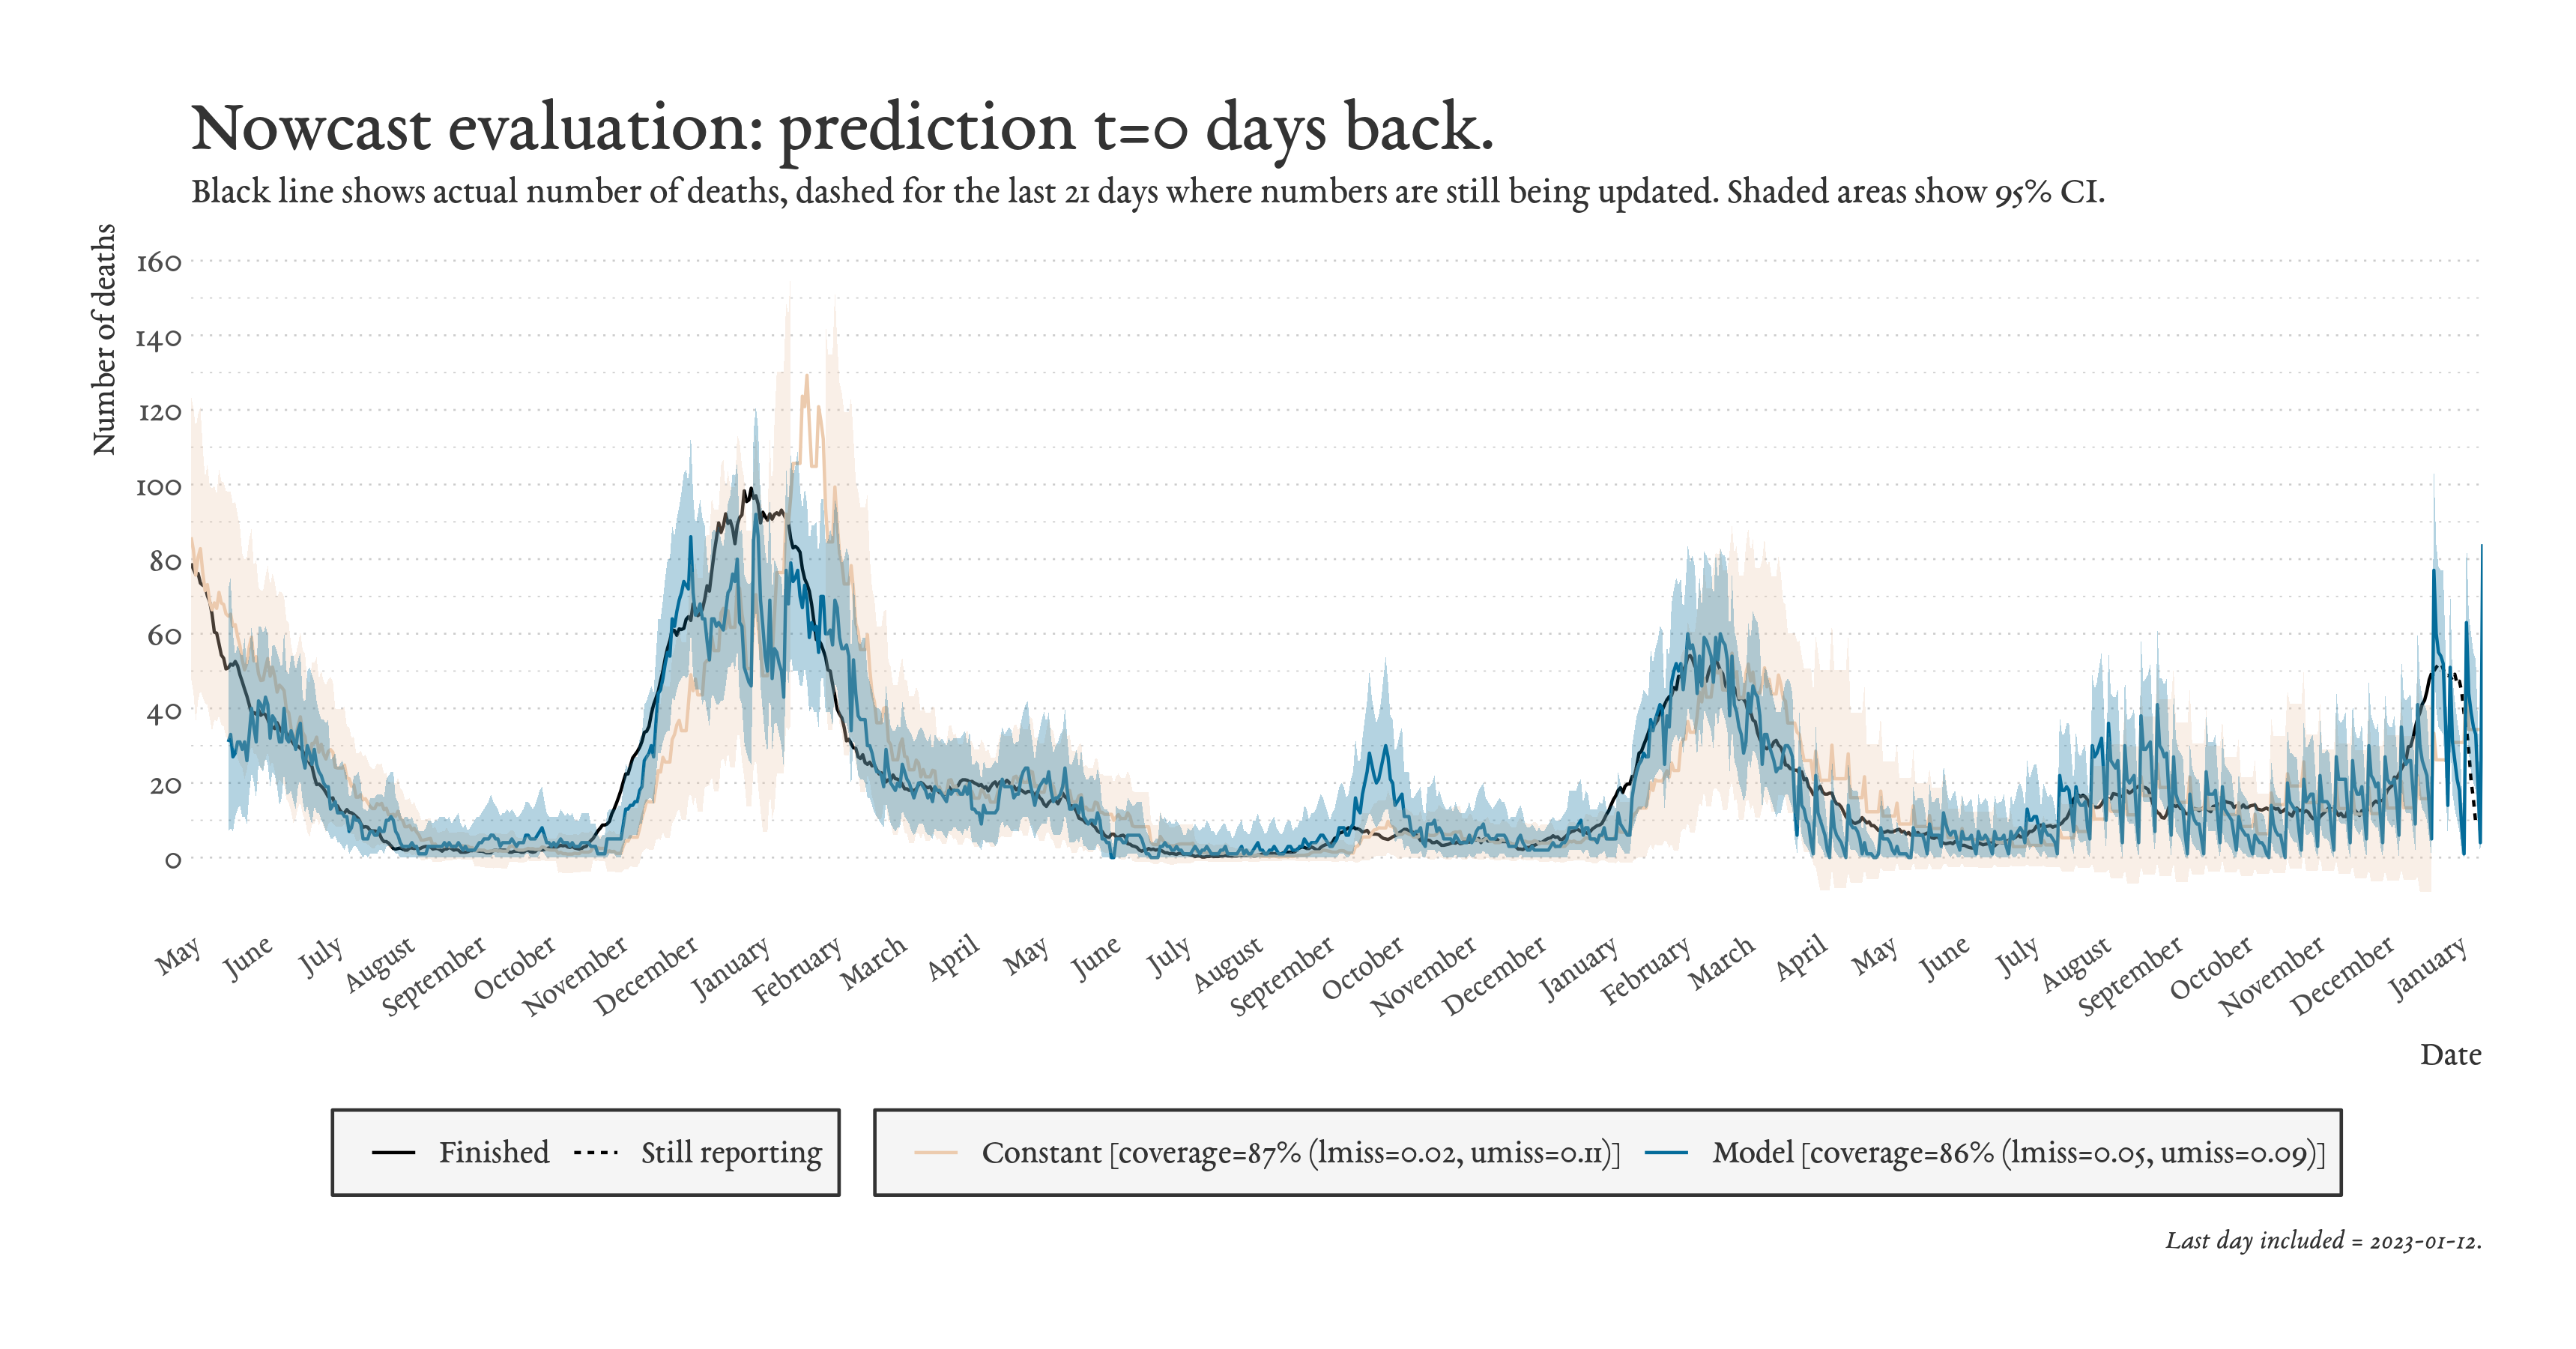 Nowcast evaluation: prediction t=0 days back.
Black line shows actual number of deaths, dashed for the last 21 days where numbers are still being updated. Shaded areas show 95% CI.
Number of deaths
160
140
120
100
80
60
40
20
0
May June July August September October November December January February March April May June July August September October November December January February March April May June July August September October November December January
Date
Finished Still reporting Constant [coverage=87% (lmiss=0.02, umiss=0.11)] Model [coverage=86% (lmiss=0.05, umiss=0.09)]
Last day included = 2023-01-12.